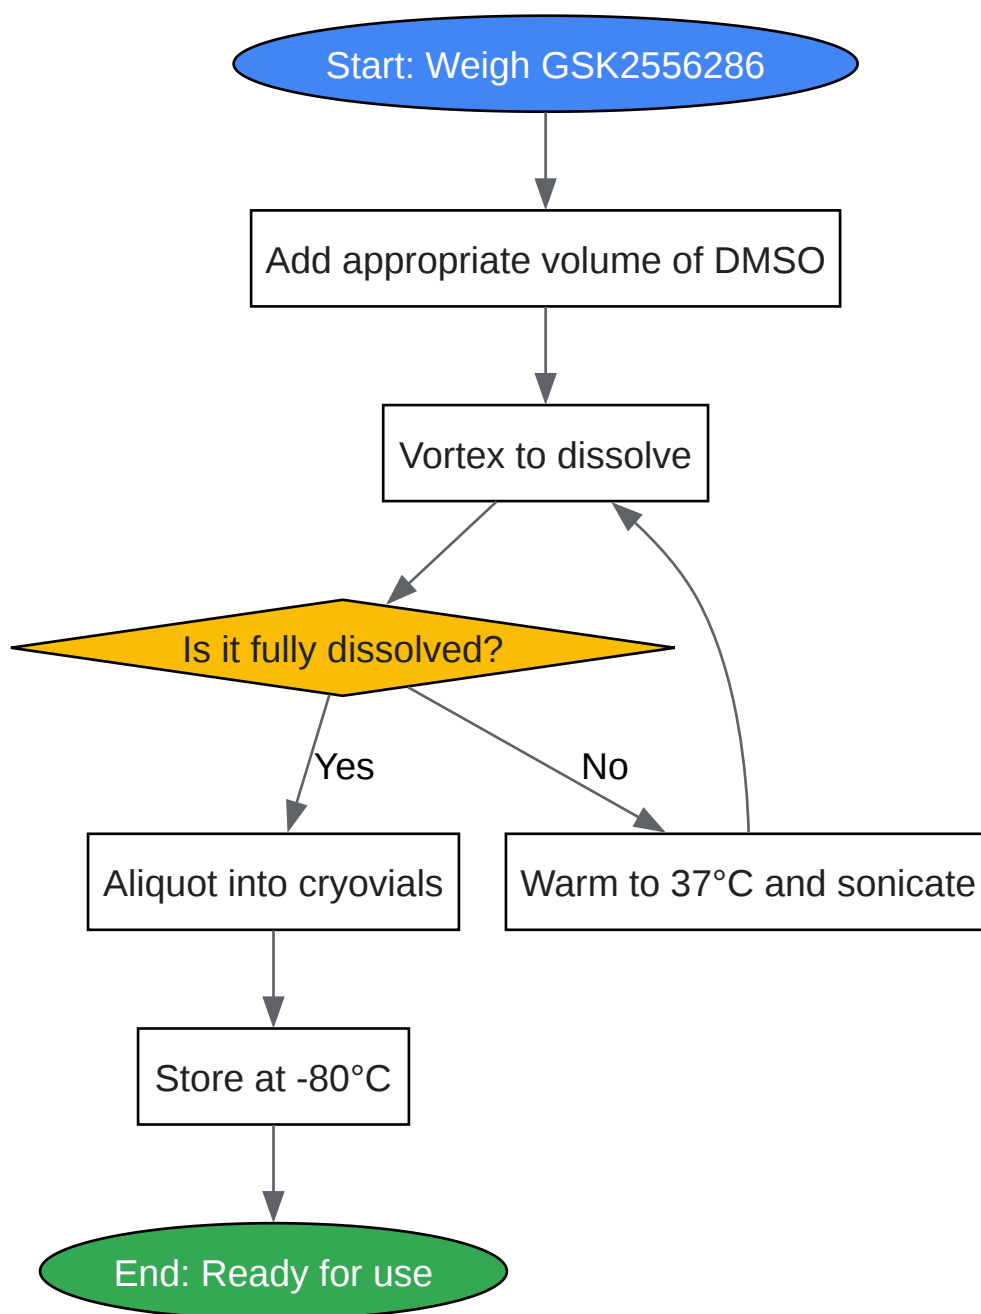 Start: Weigh GSK2556286
Add appropriate volume of DMSO
Vortex to dissolve
Is it fully dissolved?
Yes
No
Aliquot into cryovials
Warm to 37°C and sonicate
Store at -80°C
End: Ready for use